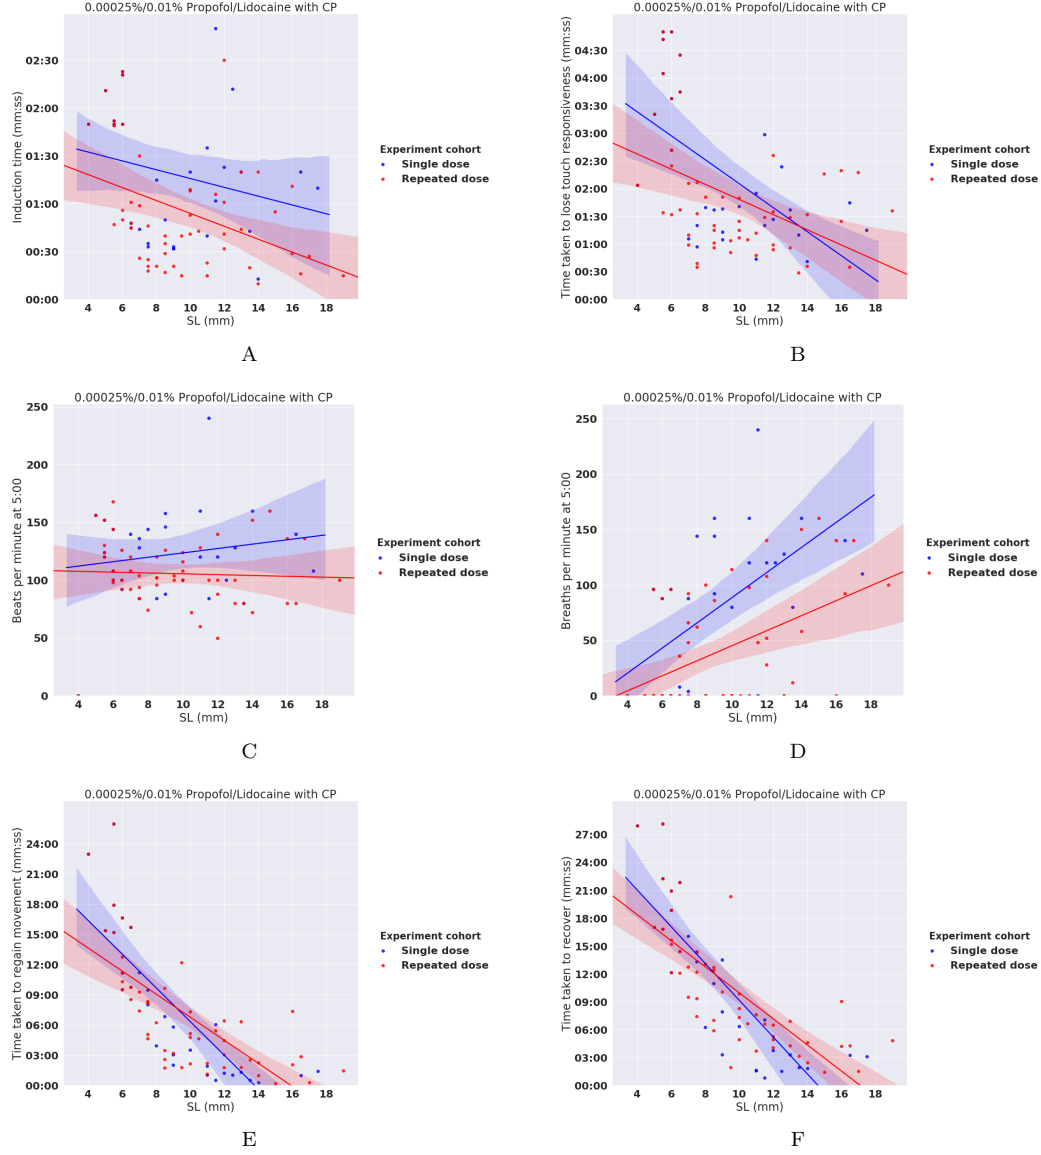 0.00025%/0.01% Propofol/Lidocaine with CP
Induction time (mm:ss)
02:30
02:00
01:30
01:00
00:30
00:00
4 6 8 10 12 14 16 18
SL (mm)
Experiment cohort
Single dose
Repeated dose
A
0.00025%/0.01% Propofol/Lidocaine with CP
Time taken to lose touch responsiveness (mm:ss)
04:30
04:00
03:30
03:00
02:30
02:00
01:30
01:00
00:30
00:00
4 6 8 10 12 14 16 18
SL (mm)
Experiment cohort
Single dose
Repeated dose
B
0.00025%/0.01% Propofol/Lidocaine with CP
Beats per minute at 5:00
250
200
150
100
50
0
4 6 8 10 12 14 16 18
SL (mm)
Experiment cohort
Single dose
Repeated dose
C
0.00025%/0.01% Propofol/Lidocaine with CP
Breaths per minute at 5:00
250
200
150
100
50
0
4 6 8 10 12 14 16 18
SL (mm)
Experiment cohort
Single dose
Repeated dose
D
0.00025%/0.01% Propofol/Lidocaine with CP
Time taken to regain movement (mm:ss)
24:00
21:00
18:00
15:00
12:00
09:00
06:00
03:00
00:00
4 6 8 10 12 14 16 18
SL (mm)
Experiment cohort
Single dose
Repeated dose
E
0.00025%/0.01% Propofol/Lidocaine with CP
Time taken to recover (mm:ss)
27:00
24:00
21:00
18:00
15:00
12:00
09:00
06:00
03:00
00:00
4 6 8 10 12 14 16 18
SL (mm)
Experiment cohort
Single dose
Repeated dose
F